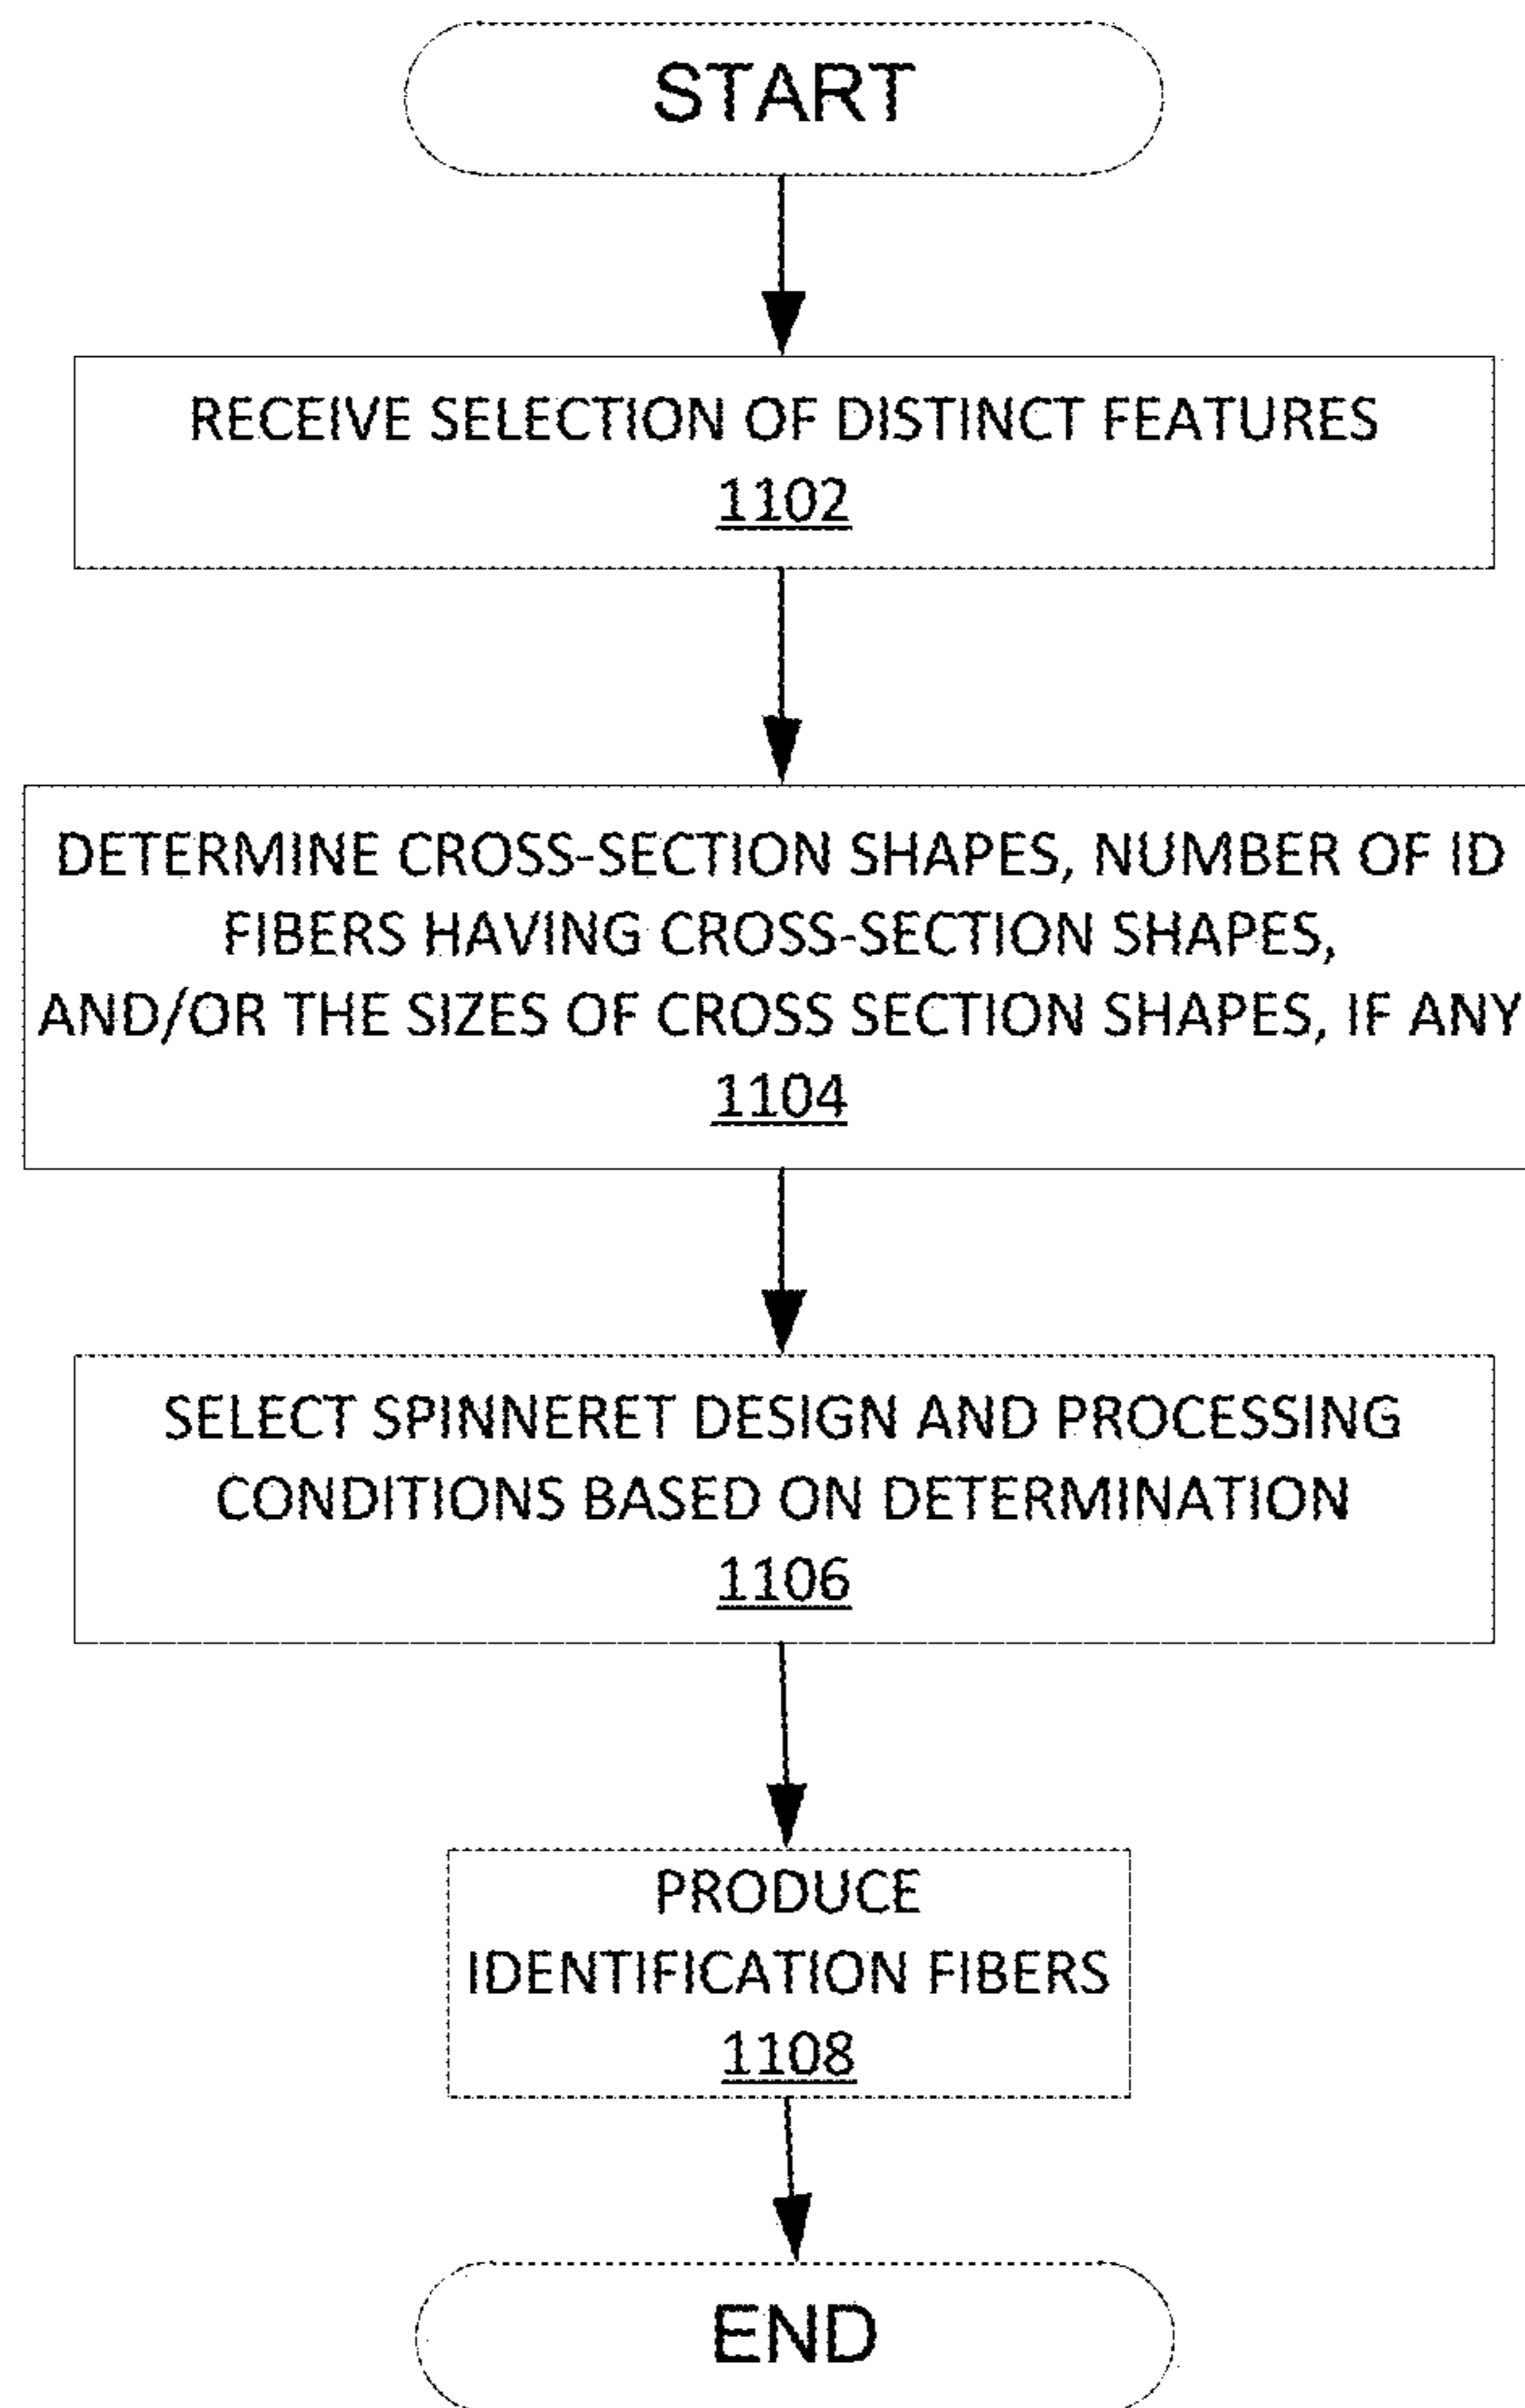 START
RECEIVE SELECTION OF DISTINCT FEATURES
1102
DETERMINE CROSS-SECTION SHAPES, NUMBER OF ID
FIBERS HAVING CROSS-SECTION SHAPES,
AND/OR THE SIZES OF CROSS SECTION SHAPES, IF ANY
1104
SELECT SPINNERET DESIGN AND PROCESSING
CONDITIONS BASED ON DETERMINATION
1106
PRODUCE
IDENTIFICATION FIBERS
1108
END